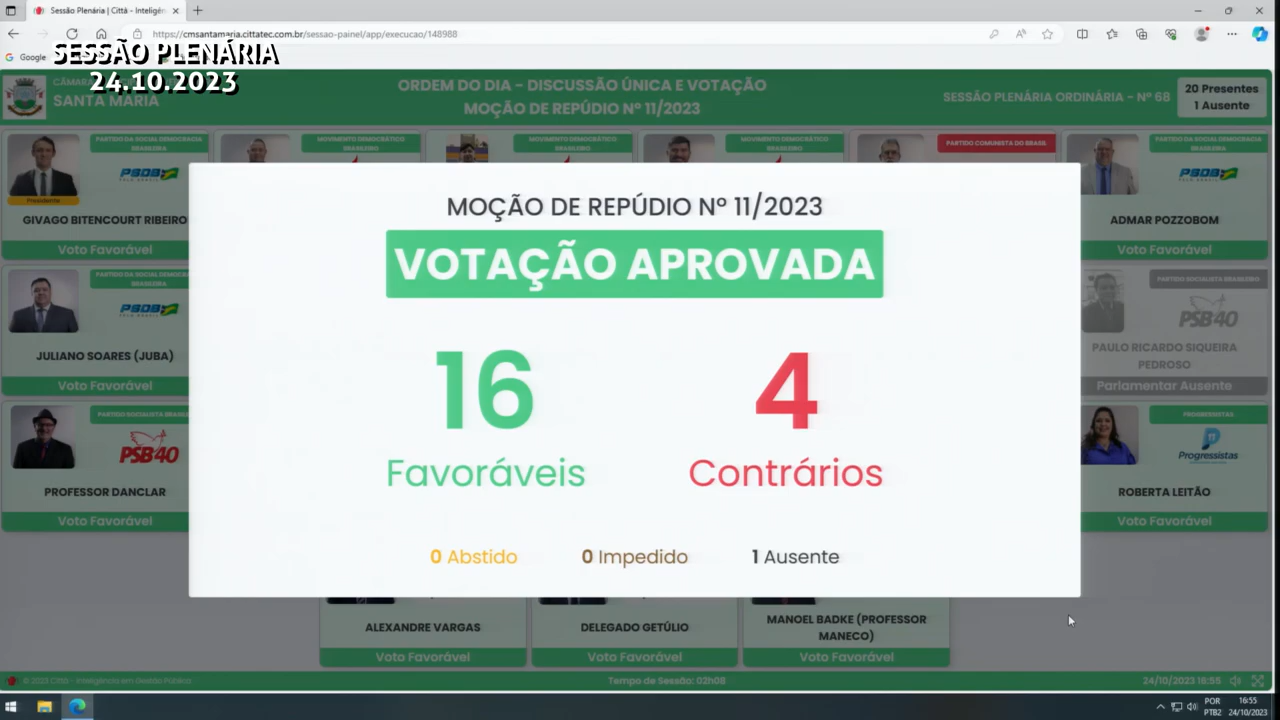 Sessão Plenária | Città - Inteligên
https://cmsantamaria.cittatec.com.br/sessao-painel/app/execucao/148988
Google
SESSÃO PLENÁRIA
24.10.2023
SANTA MARIA
ORDEM DO DIA - DISCUSSÃO ÚNICA E VOTAÇÃO
MOÇÃO DE REPÚDIO Nº 11/2023
SESSÃO PLENÁRIA ORDINÁRIA - Nº 68
20 Presentes
1 Ausente
PARTIDO DA SOCIAL DEMOCRACIA BRASILEIRA
MOVIMENTO DEMOCRÁTICO BRASILEIRO
MOVIMENTO DEMOCRÁTICO BRASILEIRO
MOVIMENTO DEMOCRÁTICO BRASILEIRO
PARTIDO COMUNISTA DO BRASIL
PARTIDO DA SOCIAL DEMOCRACIA BRASILEIRA
PSDB
Presidente
GIVAGO BITENCOURT RIBEIRO
Voto Favorável
PSDB
ADMAR POZZOBOM
Voto Favorável
MOÇÃO DE REPÚDIO Nº 11/2023
VOTAÇÃO APROVADA
16
Favoráveis
4
Contrários
0 Abstido
0 Impedido
1 Ausente
PARTIDO DA SOCIAL DEMOCRACIA BRASILEIRA
PSDB
JULIANO SOARES (JUBA)
Voto Favorável
PARTIDO SOCIALISTA BRASILEIRO
PSB40
PAULO RICARDO SIQUEIRA
PEDROSO
Parlamentar Ausente
PSB40
PROFESSOR DANCLAR
Voto Favorável
PROGRESSISTAS
Progressistas
ROBERTA LEITÃO
Voto Favorável
ALEXANDRE VARGAS
Voto Favorável
DELEGADO GETÚLIO
Voto Favorável
MANOEL BADKE (PROFESSOR
MANECO)
Voto Favorável
© 2023 Città - Inteligência em Gestão Pública
Tempo de Sessão: 02h08
24/10/2023 16:55
POR
PTB2
16:55
24/10/2023